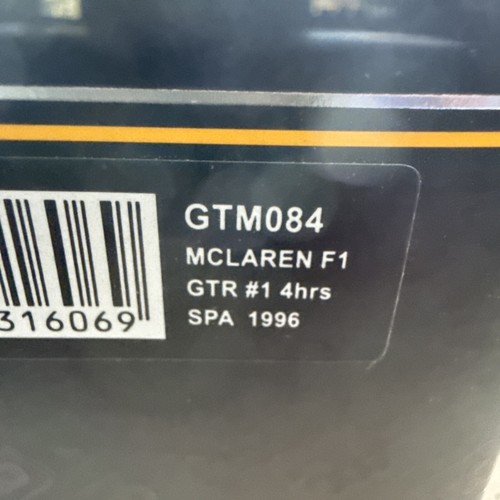 GTM084
MCLAREN F1
GTR #1 4hrs
SPA 1996
316069